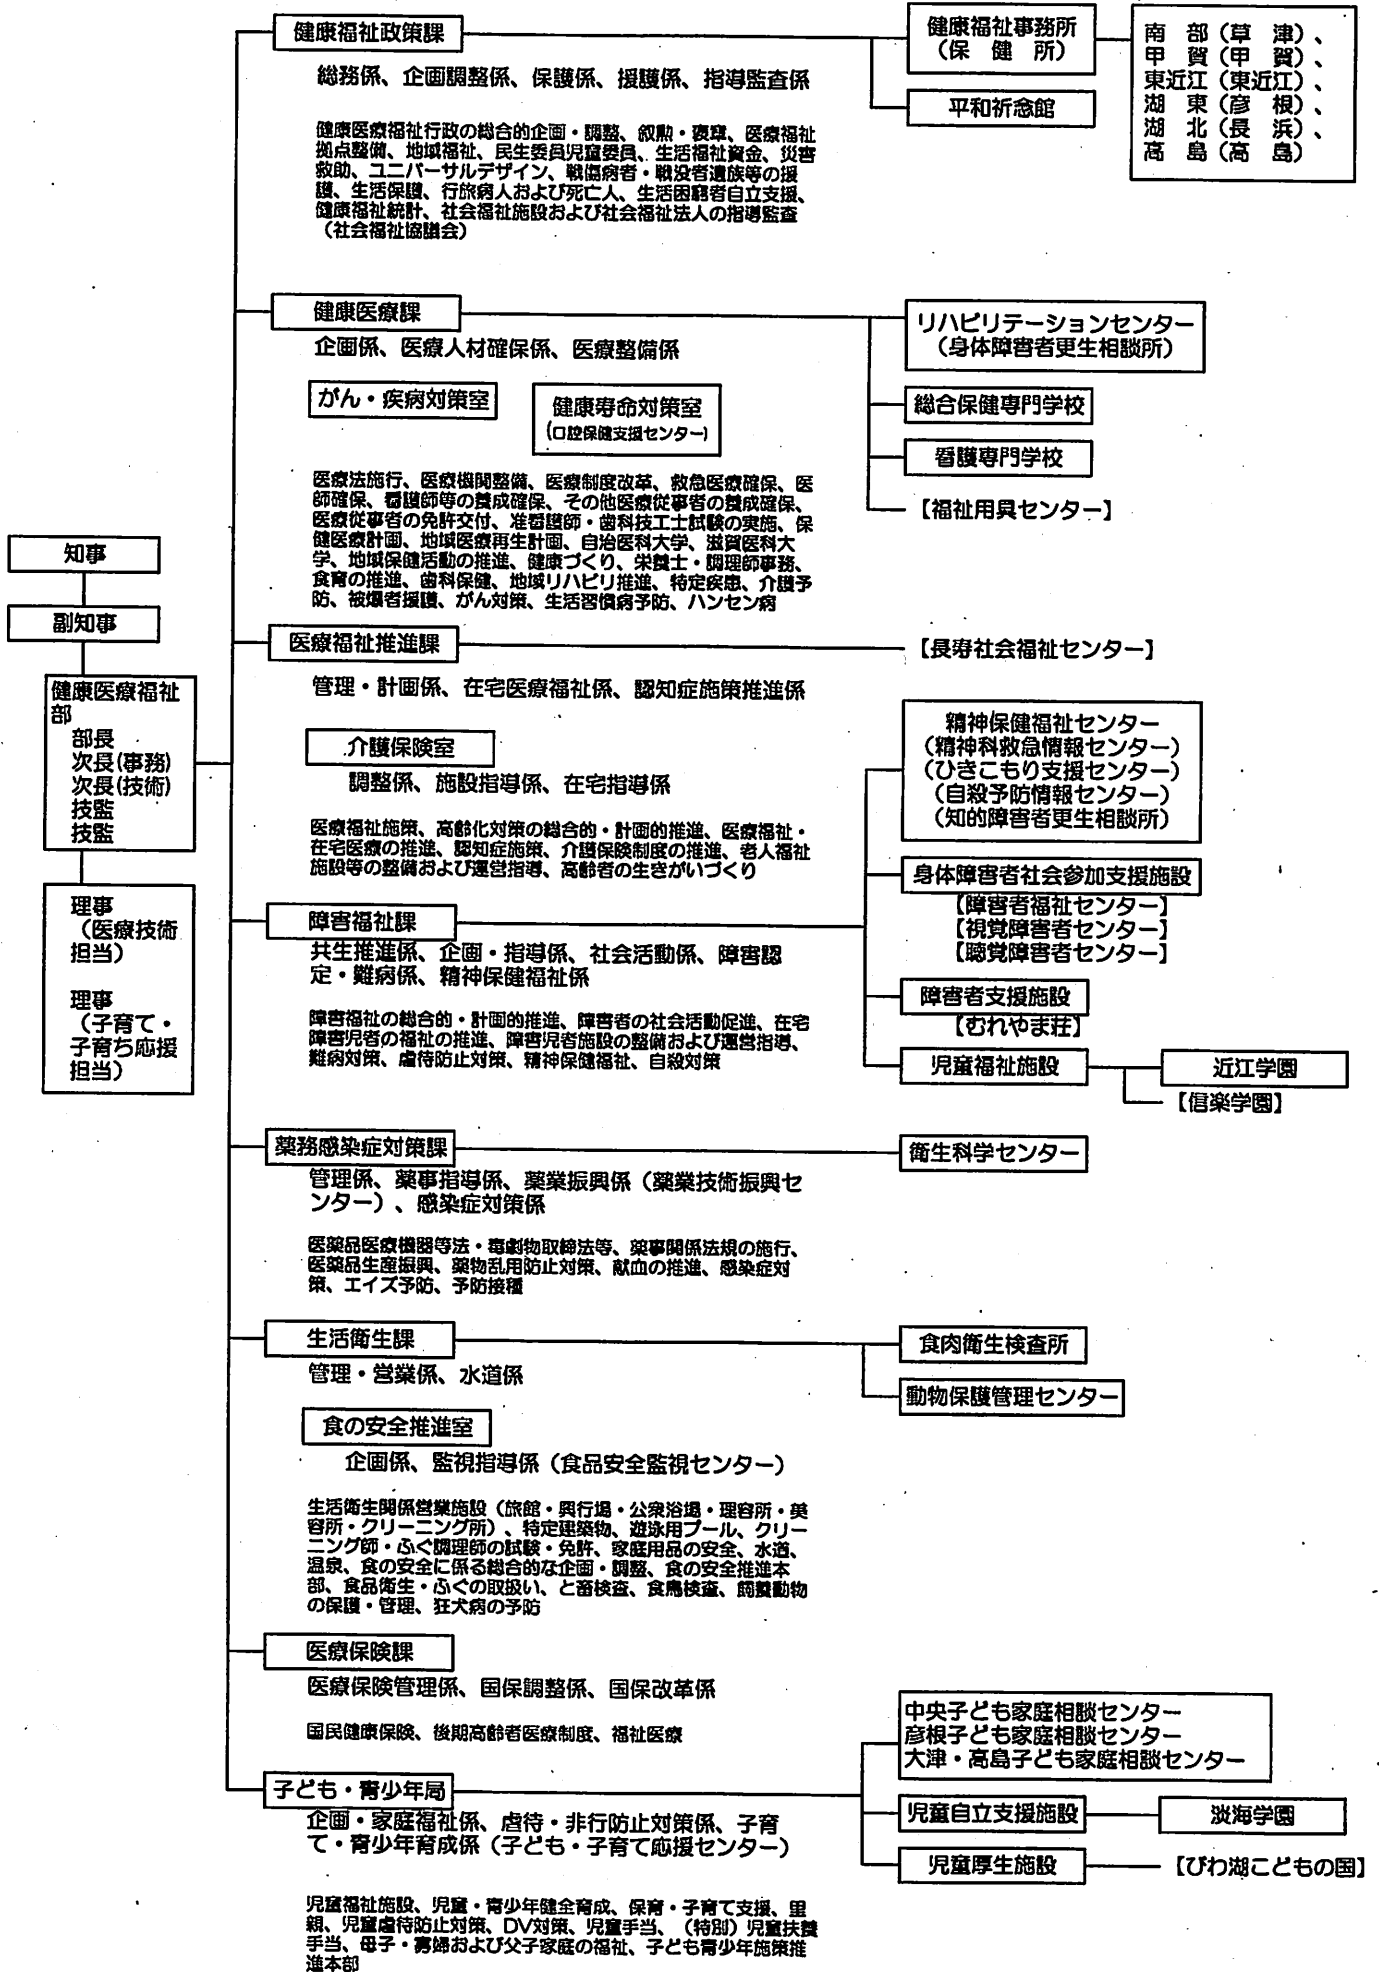 知事
副知事
健康医療福祉
部
部長
次長(事務)
次長(技術)
技監
技監
理事
(医療技術
担当)
理事
(子育て・
子育ち応援
担当)
健康福祉政策課
総務係、企画調整係、保護係、援護係、指導監査係
健康医療福祉行政の総合的企画・調整、叙勲・褒章、医療福祉
拠点整備、地域福祉、民生委員児童委員、生活福祉資金、災害
救助、ユニバーサルデザイン、戦傷病者・戦没者遺族等の援
護、生活保護、行旅病人および死亡人、生活困窮者自立支援、
健康福祉統計、社会福祉施設および社会福祉法人の指導監査
(社会福祉協議会)
健康福祉事務所
(保 健 所)
平和祈念館
南 部(草 津)、
甲 賀(甲 賀)、
東近江(東近江)、
湖 東(彦 根)、
湖 北(長 浜)、
高 島(高 島)
健康医療課
企画係、医療人材確保係、医療整備係
がん・疾病対策室
健康寿命対策室
(口腔保健支援センター)
医療法施行、医療機関整備、医療制度改革、救急医療確保、医
師確保、看護師等の養成確保、その他医療従事者の養成確保、
医療従事者の免許交付、准看護師・歯科技工士試験の実施、保
健医療計画、地域医療再生計画、自治医科大学、滋賀医科大
学、地域保健活動の推進、健康づくり、栄養士・調理師事務、
食育の推進、歯科保健、地域リハビリ推進、特定疾患、介護予
防、被爆者援護、がん対策、生活習慣病予防、ハンセン病
リハビリテーションセンター
(身体障害者更生相談所)
総合保健専門学校
看護専門学校
【福祉用具センター】
医療福祉推進課
管理・計画係、在宅医療福祉係、認知症施策推進係
介護保険室
調整係、施設指導係、在宅指導係
医療福祉施策、高齢化対策の総合的・計画的推進、医療福祉・
在宅医療の推進、認知症施策、介護保険制度の推進、老人福祉
施設等の整備および運営指導、高齢者の生きがいづくり
【長寿社会福祉センター】
障害福祉課
共生推進係、企画・指導係、社会活動係、障害認
定・難病係、精神保健福祉係
障害福祉の総合的・計画的推進、障害者の社会活動促進、在宅
障害児者の福祉の推進、障害児者施設の整備および運営指導、
難病対策、虐待防止対策、精神保健福祉、自殺対策
精神保健福祉センター
(精神科救急情報センター)
(ひきこもり支援センター)
(自殺予防情報センター)
(知的障害者更生相談所)
身体障害者社会参加支援施設
【障害者福祉センター】
【視覚障害者センター】
【聴覚障害者センター】
障害者支援施設
【むれやま荘】
児童福祉施設
近江学園
【信楽学園】
薬務感染症対策課
管理係、薬事指導係、薬業振興係(薬業技術振興セ
ンター)、感染症対策係
医薬品医療機器等法・毒劇物取締法等、薬事関係法規の施行、
医薬品生産振興、薬物乱用防止対策、献血の推進、感染症対
策、エイズ予防、予防接種
衛生科学センター
生活衛生課
管理・営業係、水道係
食の安全推進室
企画係、監視指導係(食品安全監視センター)
生活衛生関係営業施設(旅館・興行場・公衆浴場・理容所・美
容所・クリーニング所)、特定建築物、遊泳用プール、クリー
ニング師・ふぐ調理師の試験・免許、家庭用品の安全、水道、
温泉、食の安全に係る総合的な企画・調整、食の安全推進本
部、食品衛生・ふぐの取扱い、と畜検査、食鳥検査、飼養動物
の保護・管理、狂犬病の予防
食肉衛生検査所
動物保護管理センター
医療保険課
医療保険管理係、国保調整係、国保改革係
国民健康保険、後期高齢者医療制度、福祉医療
子ども・青少年局
企画・家庭福祉係、虐待・非行防止対策係、子育
て・青少年育成係(子ども・子育て応援センター)
児童福祉施設、児童・青少年健全育成、保育・子育て支援、里
親、児童虐待防止対策、DV対策、児童手当、(特別)児童扶養
手当、母子・寡婦および父子家庭の福祉、子ども青少年施策推
進本部
中央子ども家庭相談センター
彦根子ども家庭相談センター
大津・高島子ども家庭相談センター
児童自立支援施設
淡海学園
児童厚生施設
【びわ湖こどもの国】